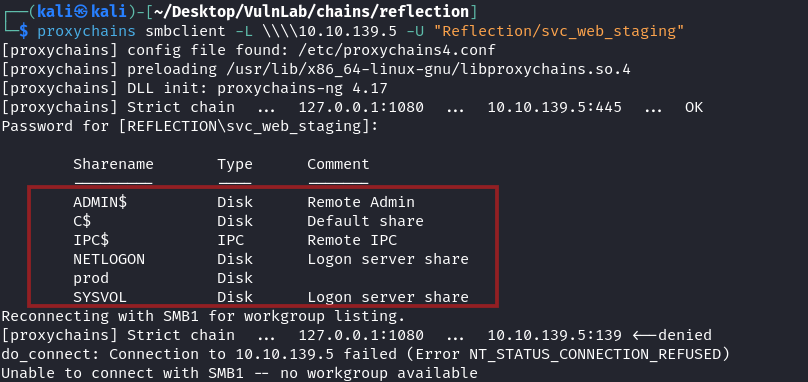 ┌──(kali㉿kali)-[~/Desktop/VulnLab/chains/reflection]
└─$ proxychains smbclient -L \\\\10.10.139.5 -U "Reflection/svc_web_staging"
[proxychains] config file found: /etc/proxychains4.conf
[proxychains] preloading /usr/lib/x86_64-linux-gnu/libproxychains.so.4
[proxychains] DLL init: proxychains-ng 4.17
[proxychains] Strict chain  ...  127.0.0.1:1080  ...  10.10.139.5:445  ...  OK
Password for [REFLECTION\svc_web_staging]:
Sharename       Type      Comment
---------       ----      -------
ADMIN$          Disk      Remote Admin
C$              Disk      Default share
IPC$            IPC       Remote IPC
NETLOGON        Disk      Logon server share
prod            Disk
SYSVOL          Disk      Logon server share
Reconnecting with SMB1 for workgroup listing.
[proxychains] Strict chain  ...  127.0.0.1:1080  ...  10.10.139.5:139 <--denied
do_connect: Connection to 10.10.139.5 failed (Error NT_STATUS_CONNECTION_REFUSED)
Unable to connect with SMB1 -- no workgroup available